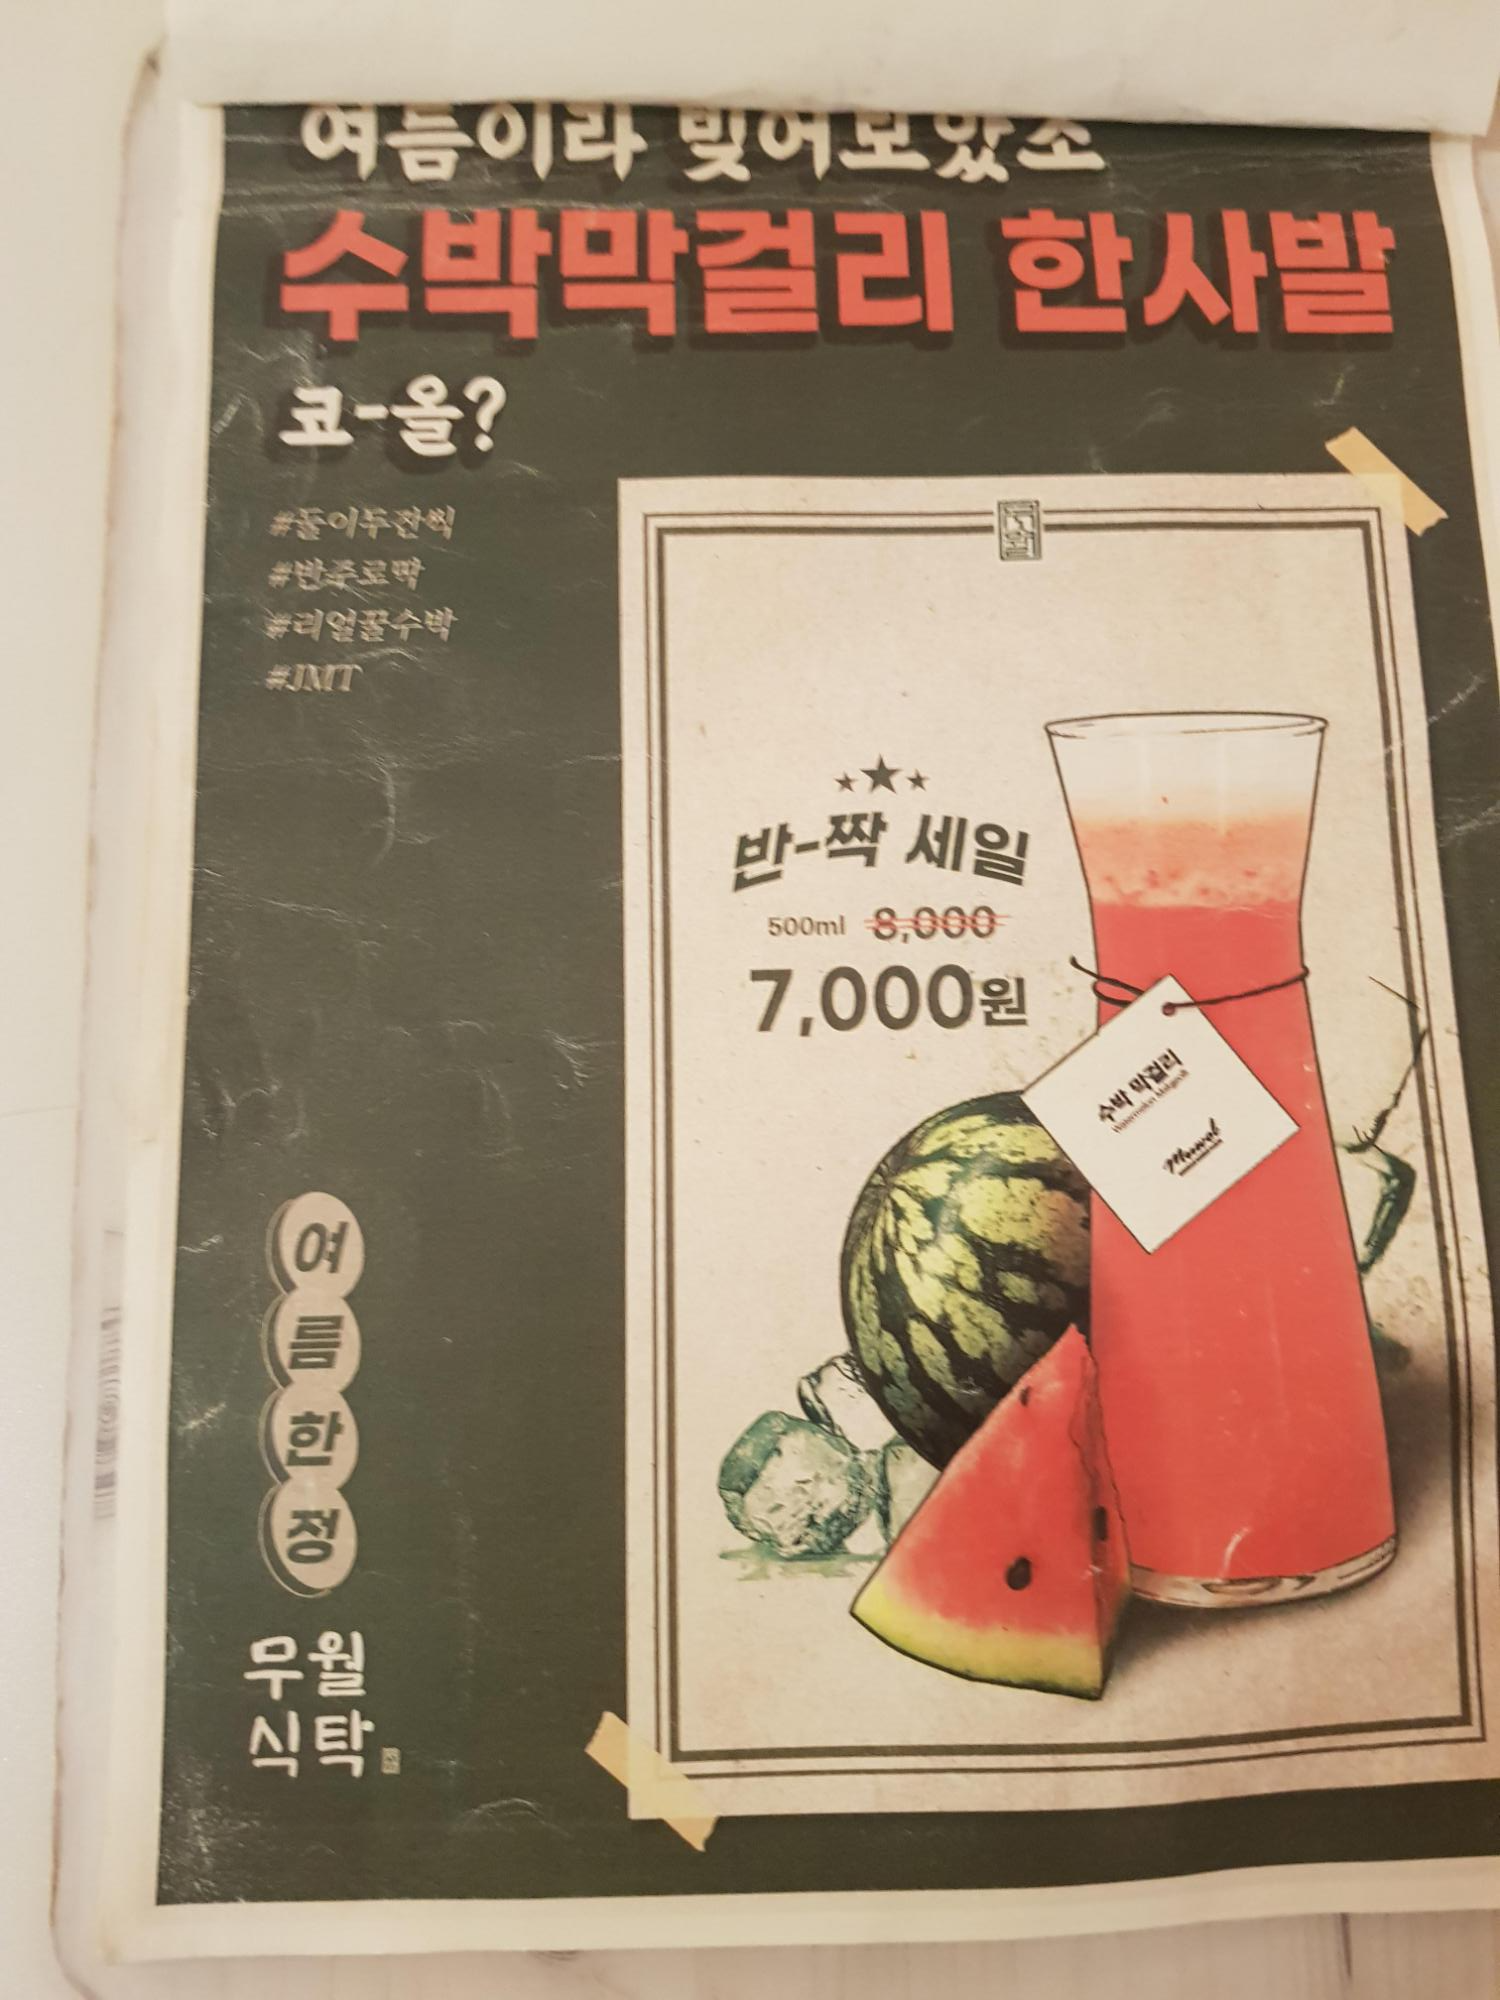 여름이라 빚어보았소
수박막걸리 한사발
코-올?
#둘이두잔씩
#반주로딱
#리얼꿀수박
#JMT
반-짝 세일
500ml 8,000
7,000원
수박 막걸리
Watermelon Makgeolli
Muwol
여
름
한
정
무월
식탁